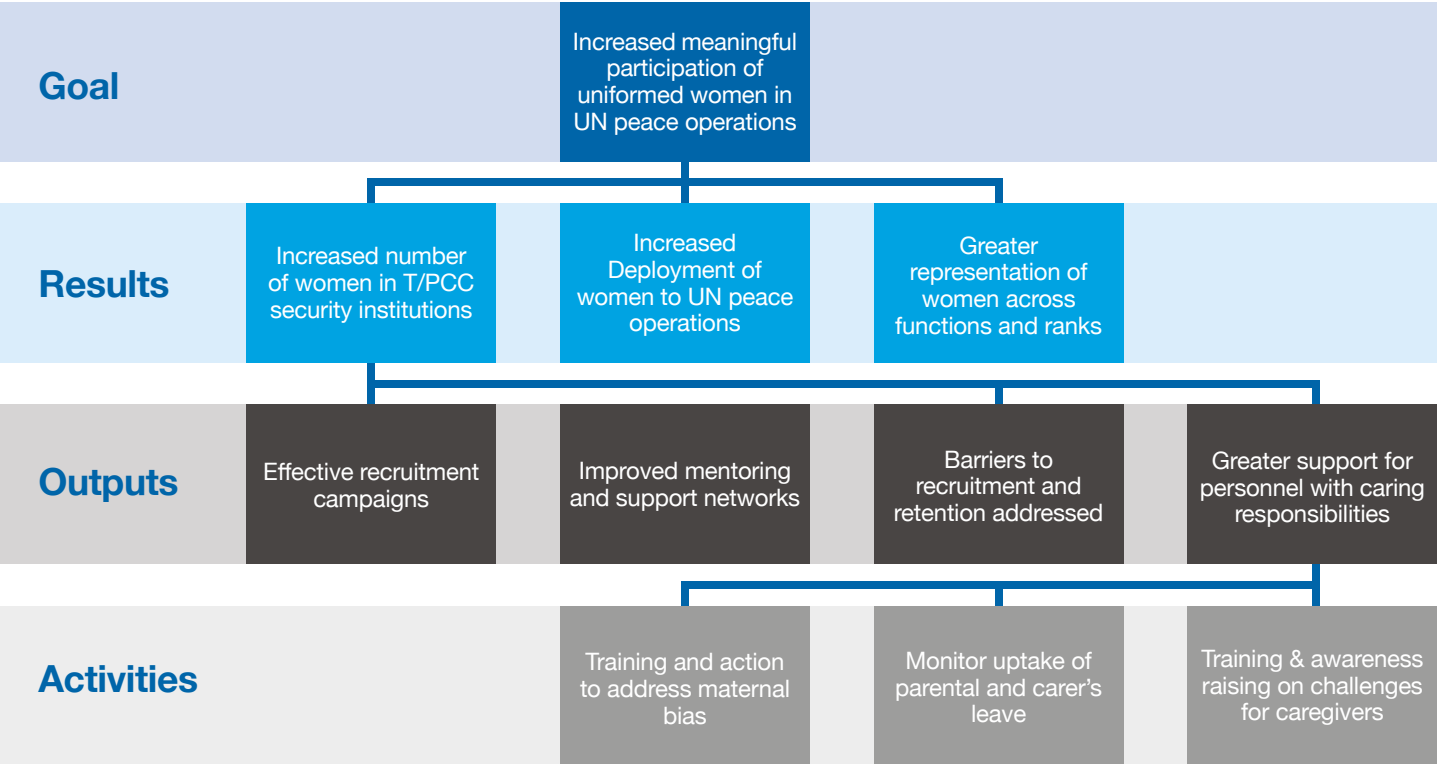 Goal
Increased meaningful
participation of
uniformed women in
UN peace operations
Results
Increased number
of women in T/PCC
security institutions
Increased
Deployment of
women to UN peace
operations
Greater
representation of
women across
functions and ranks
Outputs
Effective recruitment
campaigns
Improved mentoring
and support networks
Barriers to
recruitment and
retention addressed
Greater support for
personnel with caring
responsibilities
Activities
Training and action
to address maternal
bias
Monitor uptake of
parental and carer’s
leave
Training & awareness
raising on challenges
for caregivers